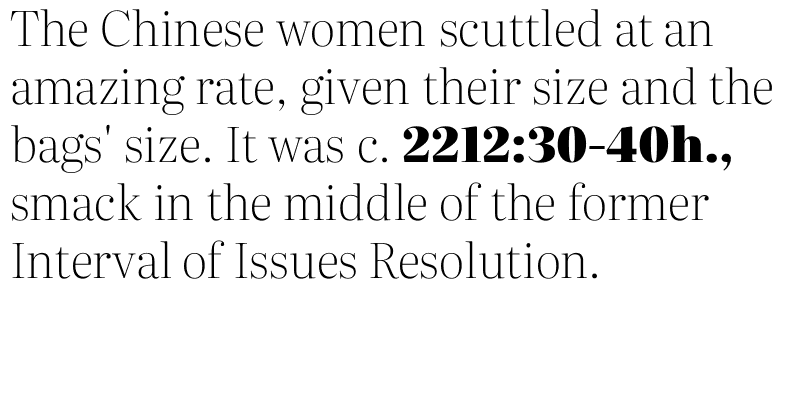 The Chinese women scuttled at an
amazing rate, given their size and the
bags' size. It was c. 2212:30-40h.,
smack in the middle of the former
Interval of Issues Resolution.